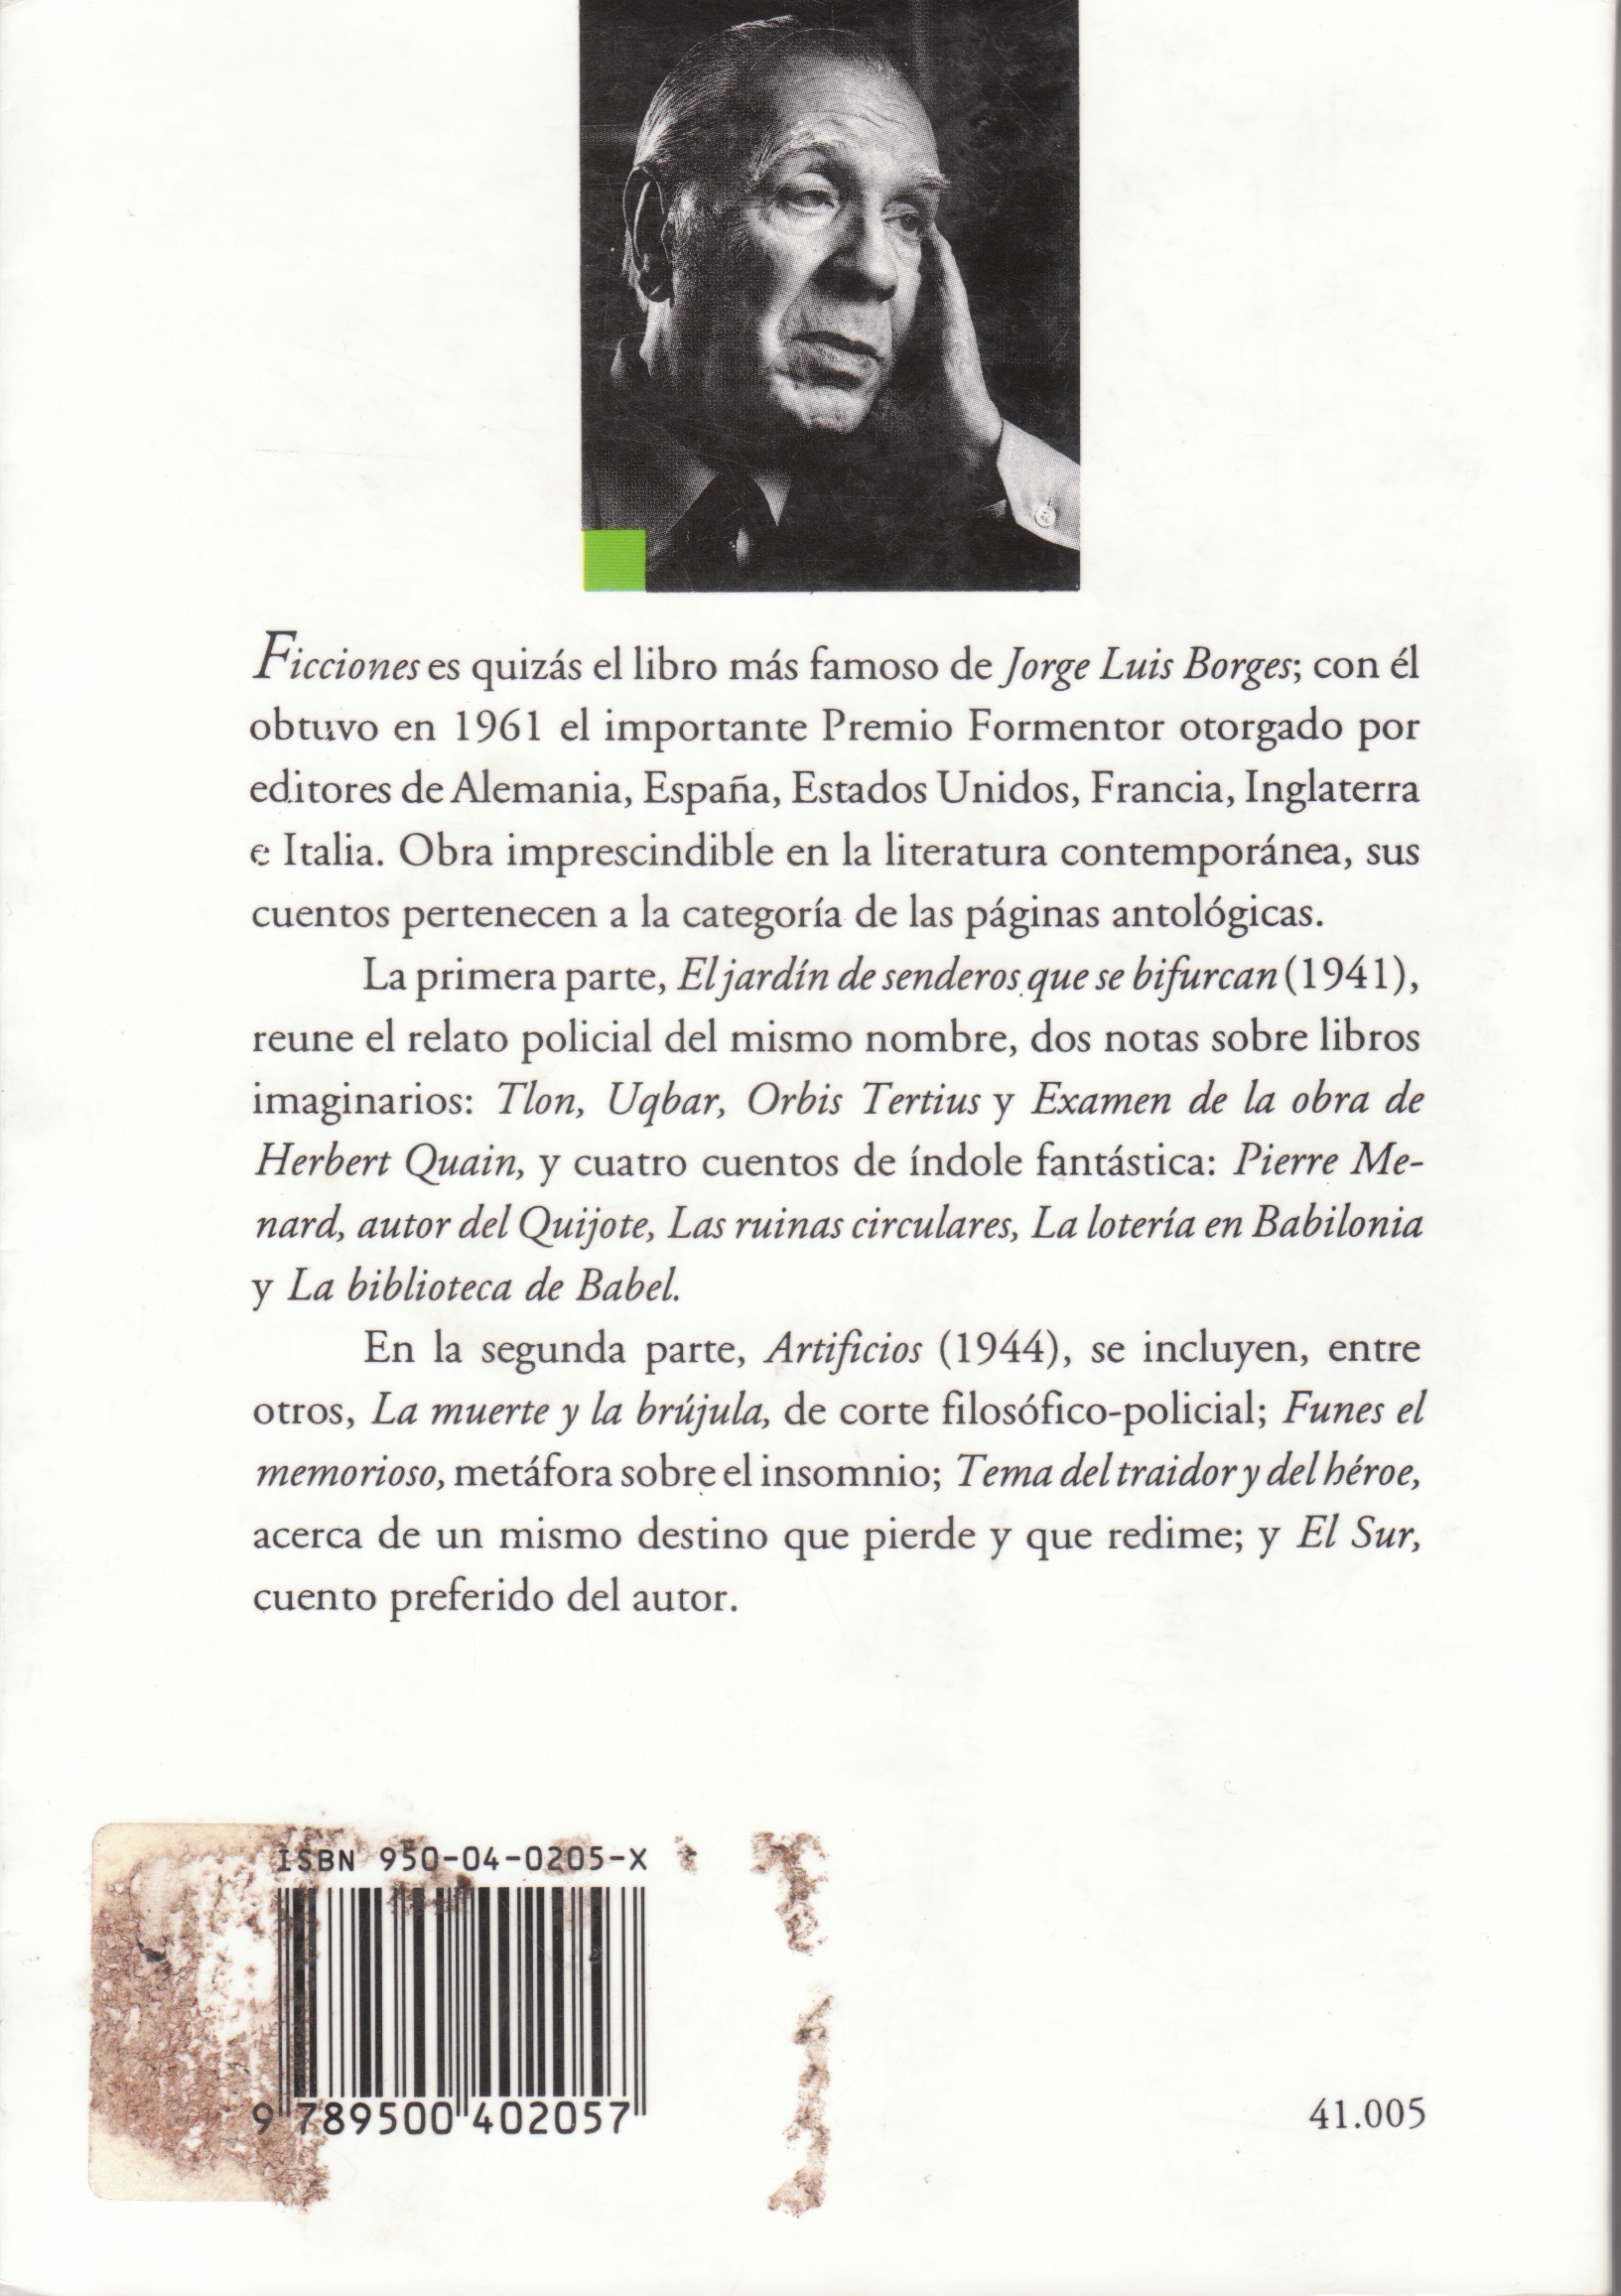 Ficciones es quizás el libro más famoso de Jorge Luis Borges; con él
obtuvo en 1961 el importante Premio Formentor otorgado por
editores de Alemania, España, Estados Unidos, Francia, Inglaterra
e Italia. Obra imprescindible en la literatura contemporánea, sus
cuentos pertenecen a la categoría de las páginas antológicas.
La primera parte, El jardín de senderos que se bifurcan (1941),
reune el relato policial del mismo nombre, dos notas sobre libros
imaginarios: Tlon, Uqbar, Orbis Tertius y Examen de la obra de
Herbert Quain, y cuatro cuentos de índole fantástica: Pierre Me-
nard, autor del Quijote, Las ruinas circulares, La lotería en Babilonia
y La biblioteca de Babel.
En la segunda parte, Artificios (1944), se incluyen, entre
otros, La muerte y la brújula, de corte filosófico-policial; Funes el
memorioso, metáfora sobre el insomnio; Tema del traidor y del héroe,
acerca de un mismo destino que pierde y que redime; y El Sur,
cuento preferido del autor.
ISBN 950-04-0205-X
9 789500 402057
41.005